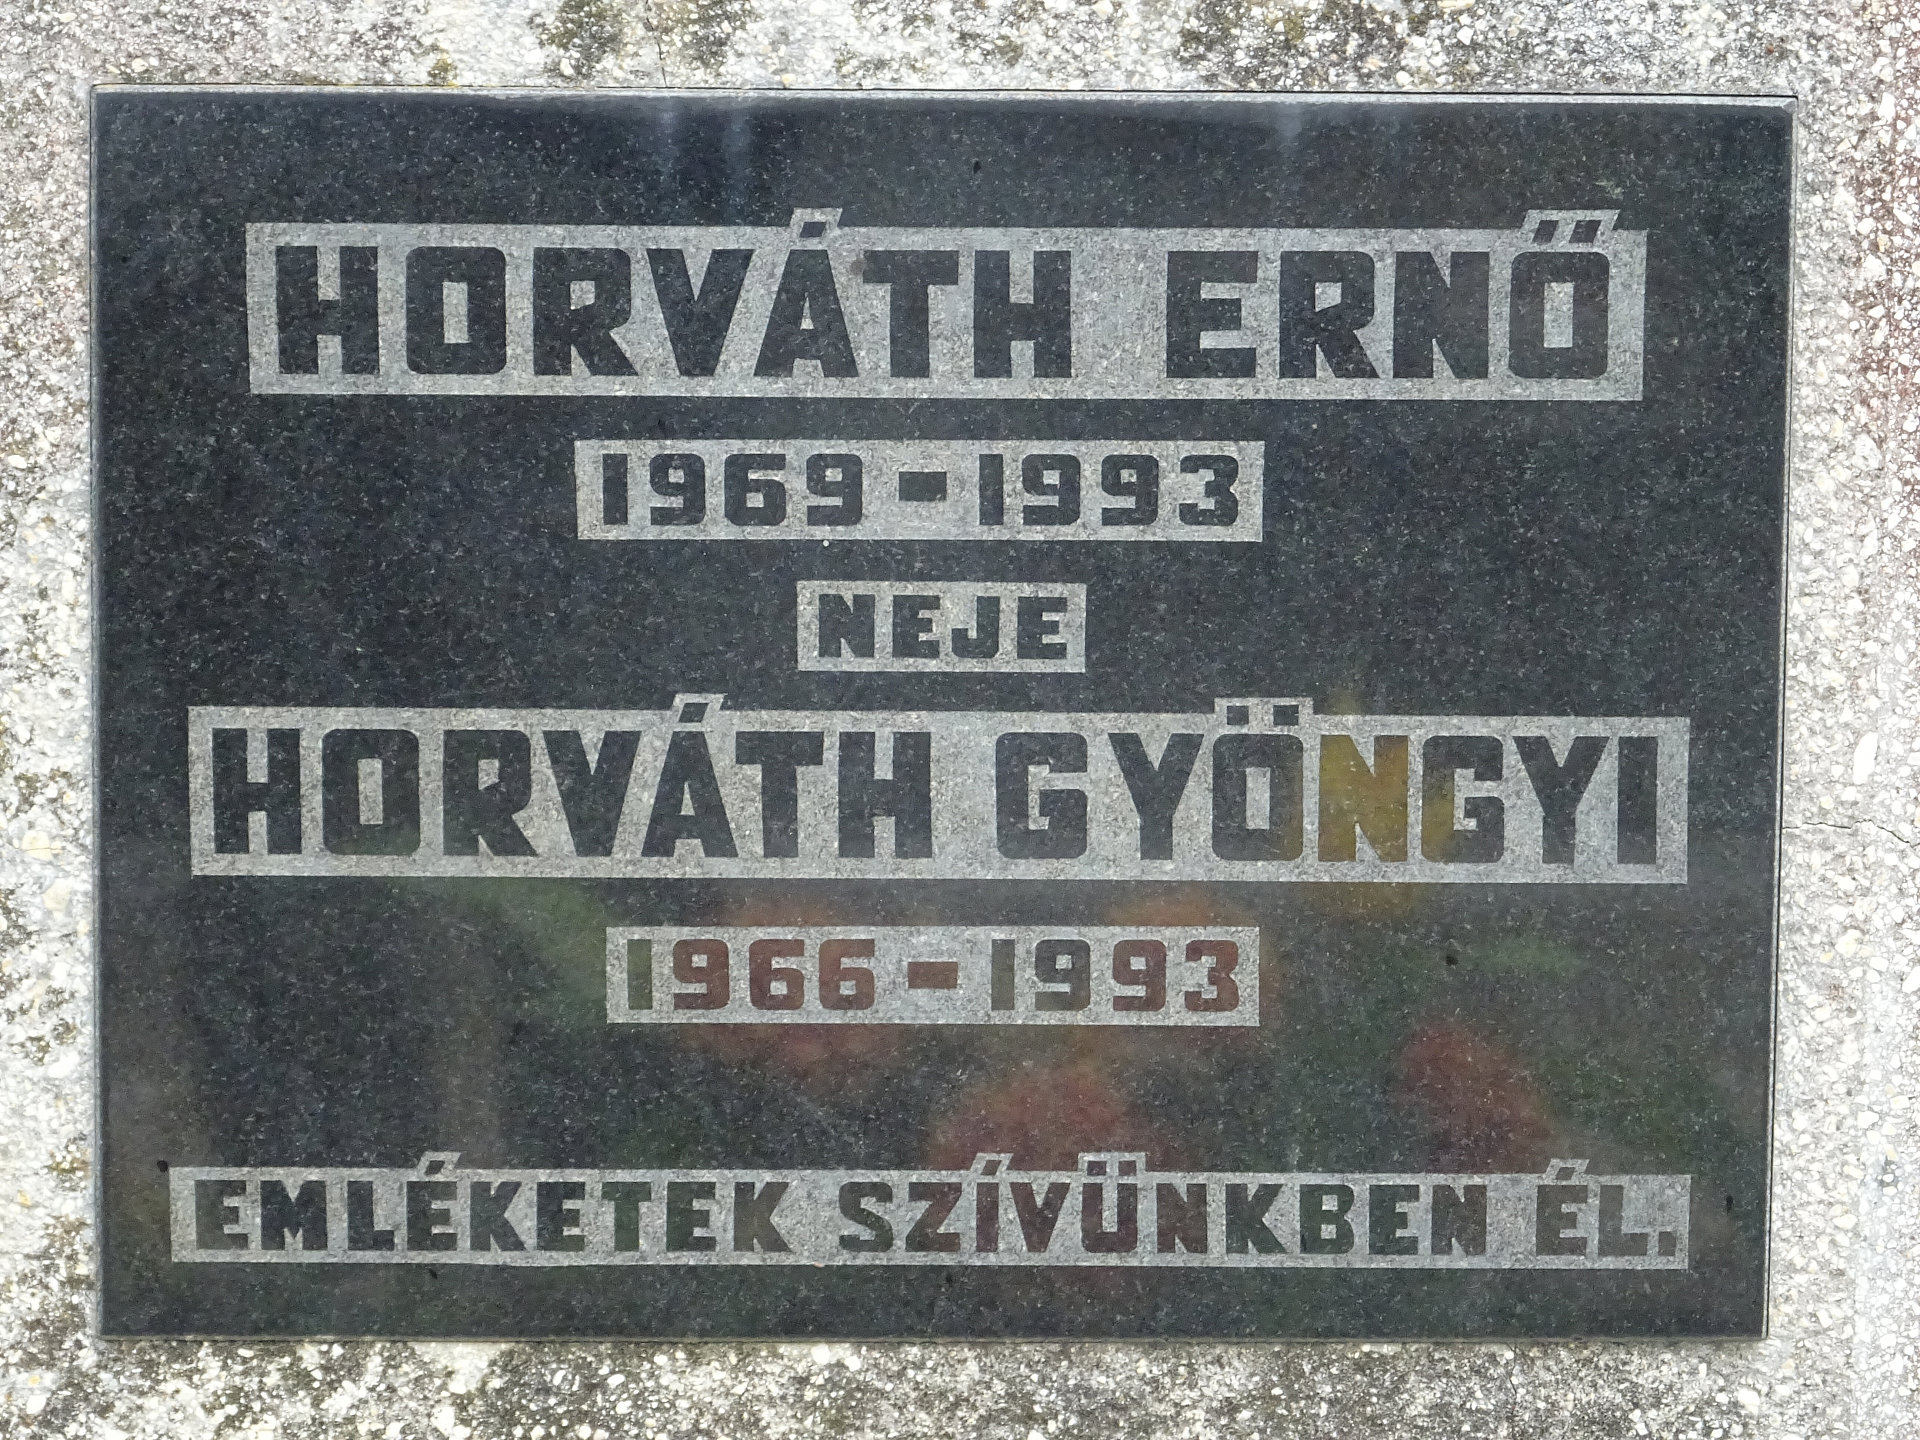 HORVÁTH ERNŐ
1969-1993
NEJE
HORVÁTH GYÖNGYI
1966-1993
EMLÉKETEK SZÍVÜNKBEN ÉL.